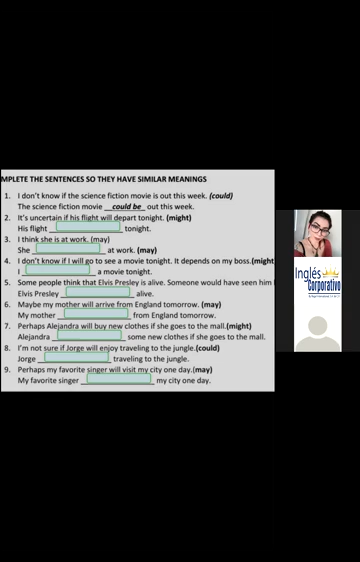 MPLETE THE SENTENCES SO THEY HAVE SIMILAR MEANINGS
1. I don't know if the science fiction movie is out this week. (could)
The science fiction movie __could be_ out this week.
2. It's uncertain if his flight will depart tonight. (might)
His flight tonight.
3. I think she is at work. (may)
She at work. (may)
4. I don't know if I will go to see a movie tonight. It depends on my boss.(might
I a movie tonight.
5. Some people think that Elvis Presley is alive. Someone would have seen him
Elvis Presley alive.
6. Maybe my mother will arrive from England tomorrow. (may)
My mother from England tomorrow.
7. Perhaps Alejandra will buy new clothes if she goes to the mall.(might)
Alejandra some new clothes if she goes to the mall.
8. I'm not sure if Jorge will enjoy traveling to the jungle.(could)
Jorge traveling to the jungle.
9. Perhaps my favorite singer will visit my city one day.(may)
My favorite singer my city one day.
Inglés
Corporativo